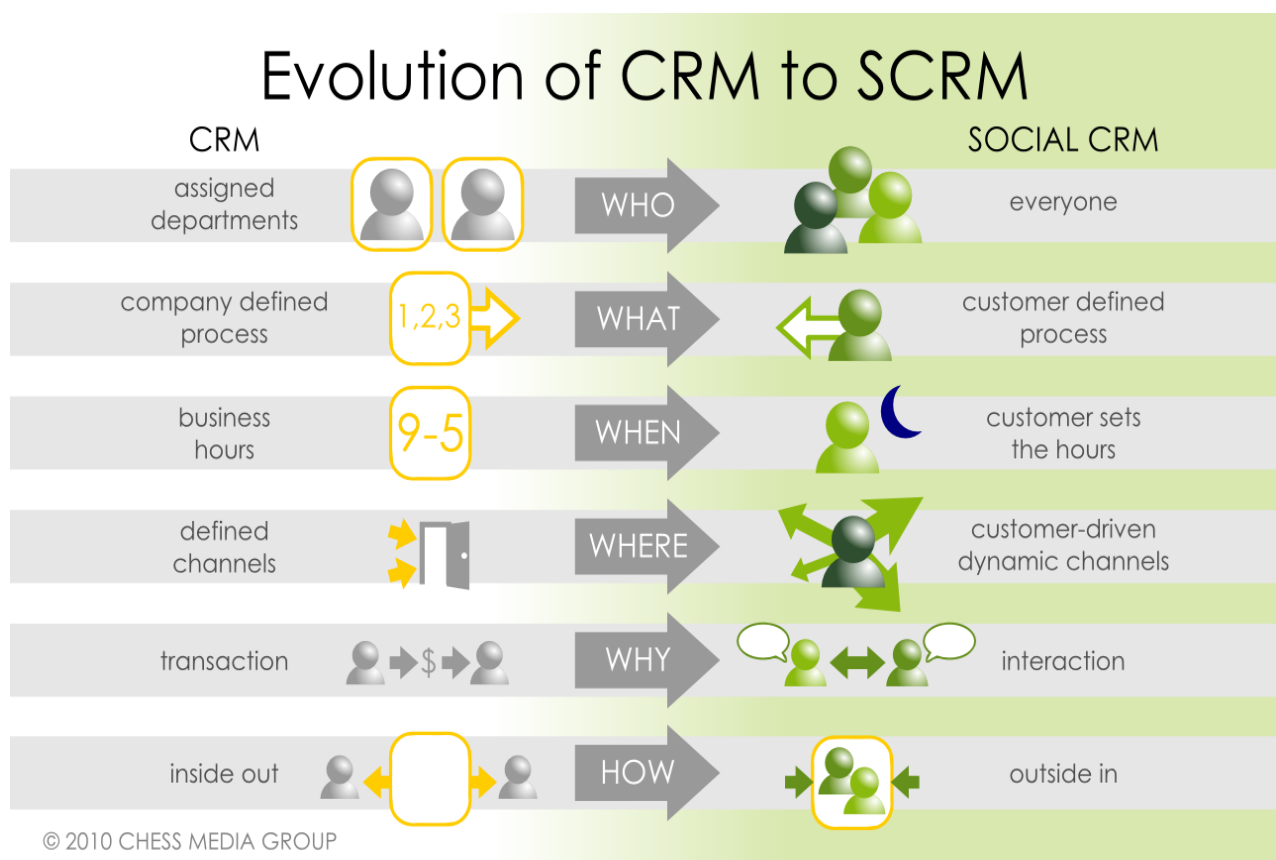 Evolution of CRM to SCRM
CRM
SOCIAL CRM
assigned
departments
WHO
everyone
company defined
process
1,2,3
WHAT
customer defined
process
business
hours
9-5
WHEN
customer sets
the hours
defined
channels
WHERE
customer-driven
dynamic channels
transaction
$
WHY
interaction
inside out
HOW
outside in
© 2010 CHESS MEDIA GROUP